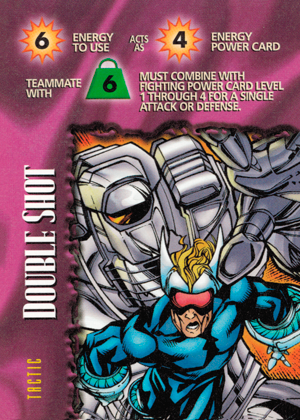 6 ENERGY TO USE ACTS AS 4 ENERGY POWER CARD
TEAMMATE WITH 6 MUST COMBINE WITH
FIGHTING POWER CARD LEVEL
1 THROUGH 4 FOR A SINGLE
ATTACK OR DEFENSE.
DOUBLE SHOT
TACTIC